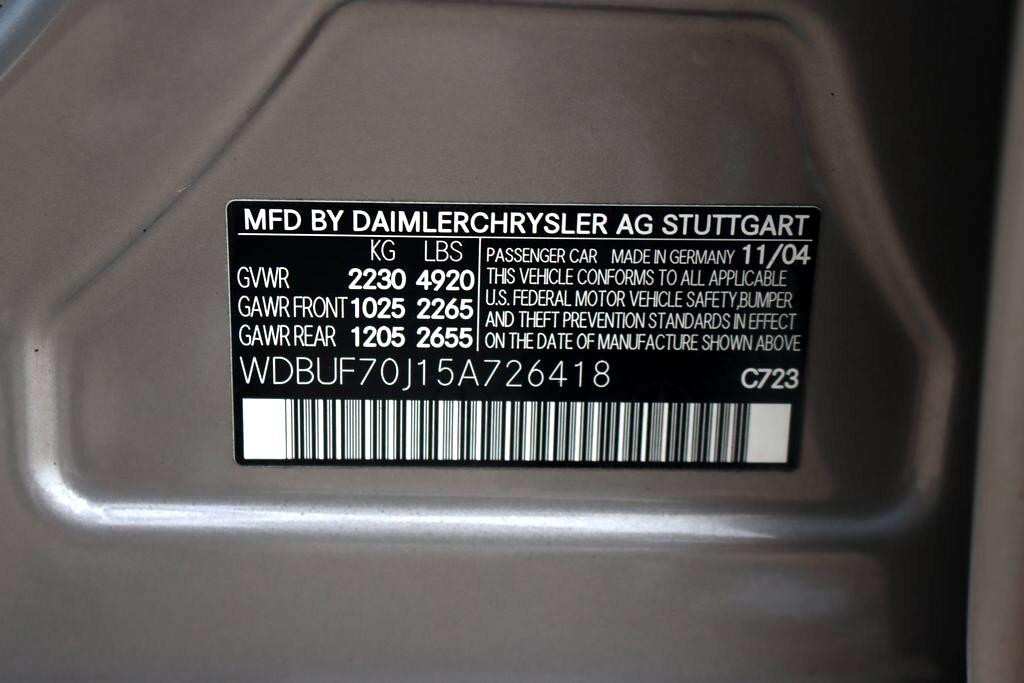 MFD BY DAIMLERCHRYSLER AG STUTTGART
KG LBS
GVWR 2230 4920
GAWR FRONT 1025 2265
GAWR REAR 1205 2655
PASSENGER CAR MADE IN GERMANY 11/04
THIS VEHICLE CONFORMS TO ALL APPLICABLE
U.S. FEDERAL MOTOR VEHICLE SAFETY,BUMPER
AND THEFT PREVENTION STANDARDS IN EFFECT
ON THE DATE OF MANUFACTURE SHOWN ABOVE
WDBUF70J15A726418 C723